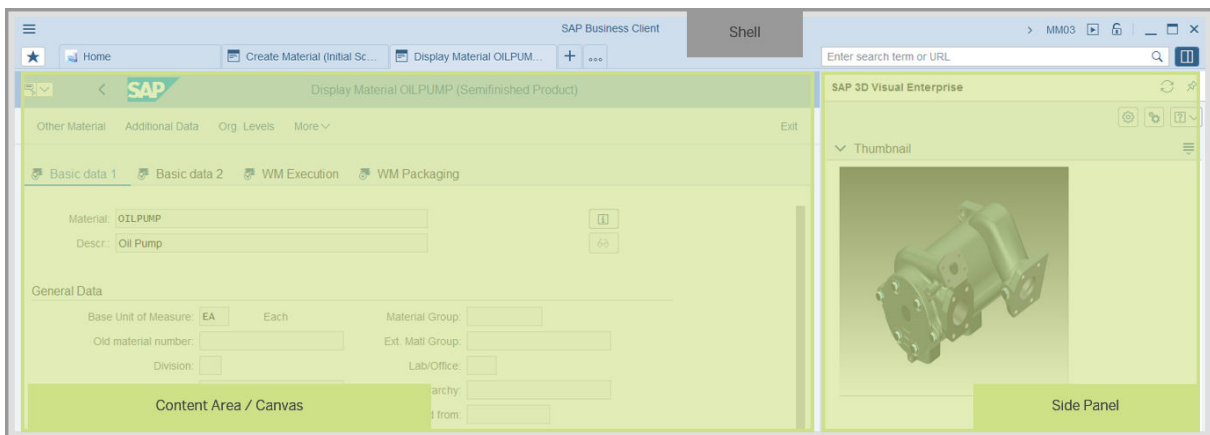 SAP Business Client
Shell
MM03
Home
Create Material (Initial Sc...
Display Material OILPUM...
Enter search term or URL
SAP
Display Material OILPUMP (Semifinished Product)
Other Material Additional Data Org. Levels More
Exit
Basic data 1 Basic data 2 WM Execution WM Packaging
Material: OILPUMP
Descr.: Oil Pump
General Data
Base Unit of Measure: EA Each Material Group:
Old material number: Ext. Matl Group:
Division: Lab/Office:
archy:
from:
Content Area / Canvas
SAP 3D Visual Enterprise
Thumbnail
Side Panel